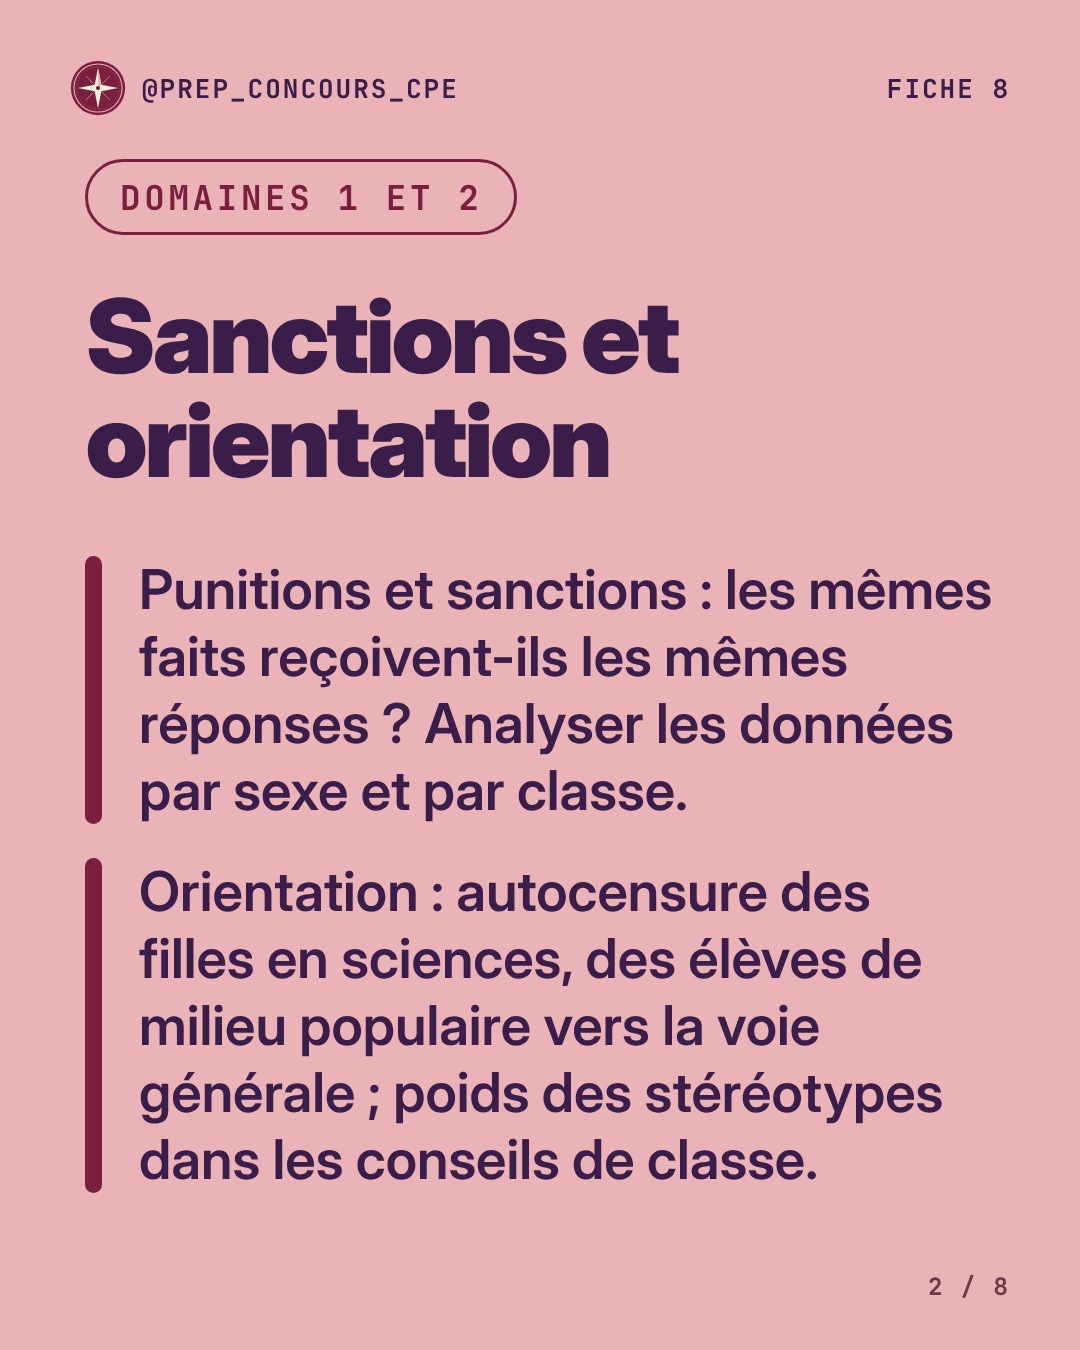 @PREP_CONCOURS_CPE
FICHE 8
DOMAINES 1 ET 2
Sanctions et
orientation
Punitions et sanctions : les mêmes
faits reçoivent-ils les mêmes
réponses ? Analyser les données
par sexe et par classe.
Orientation : autocensure des
filles en sciences, des élèves de
milieu populaire vers la voie
générale ; poids des stéréotypes
dans les conseils de classe.
2 / 8